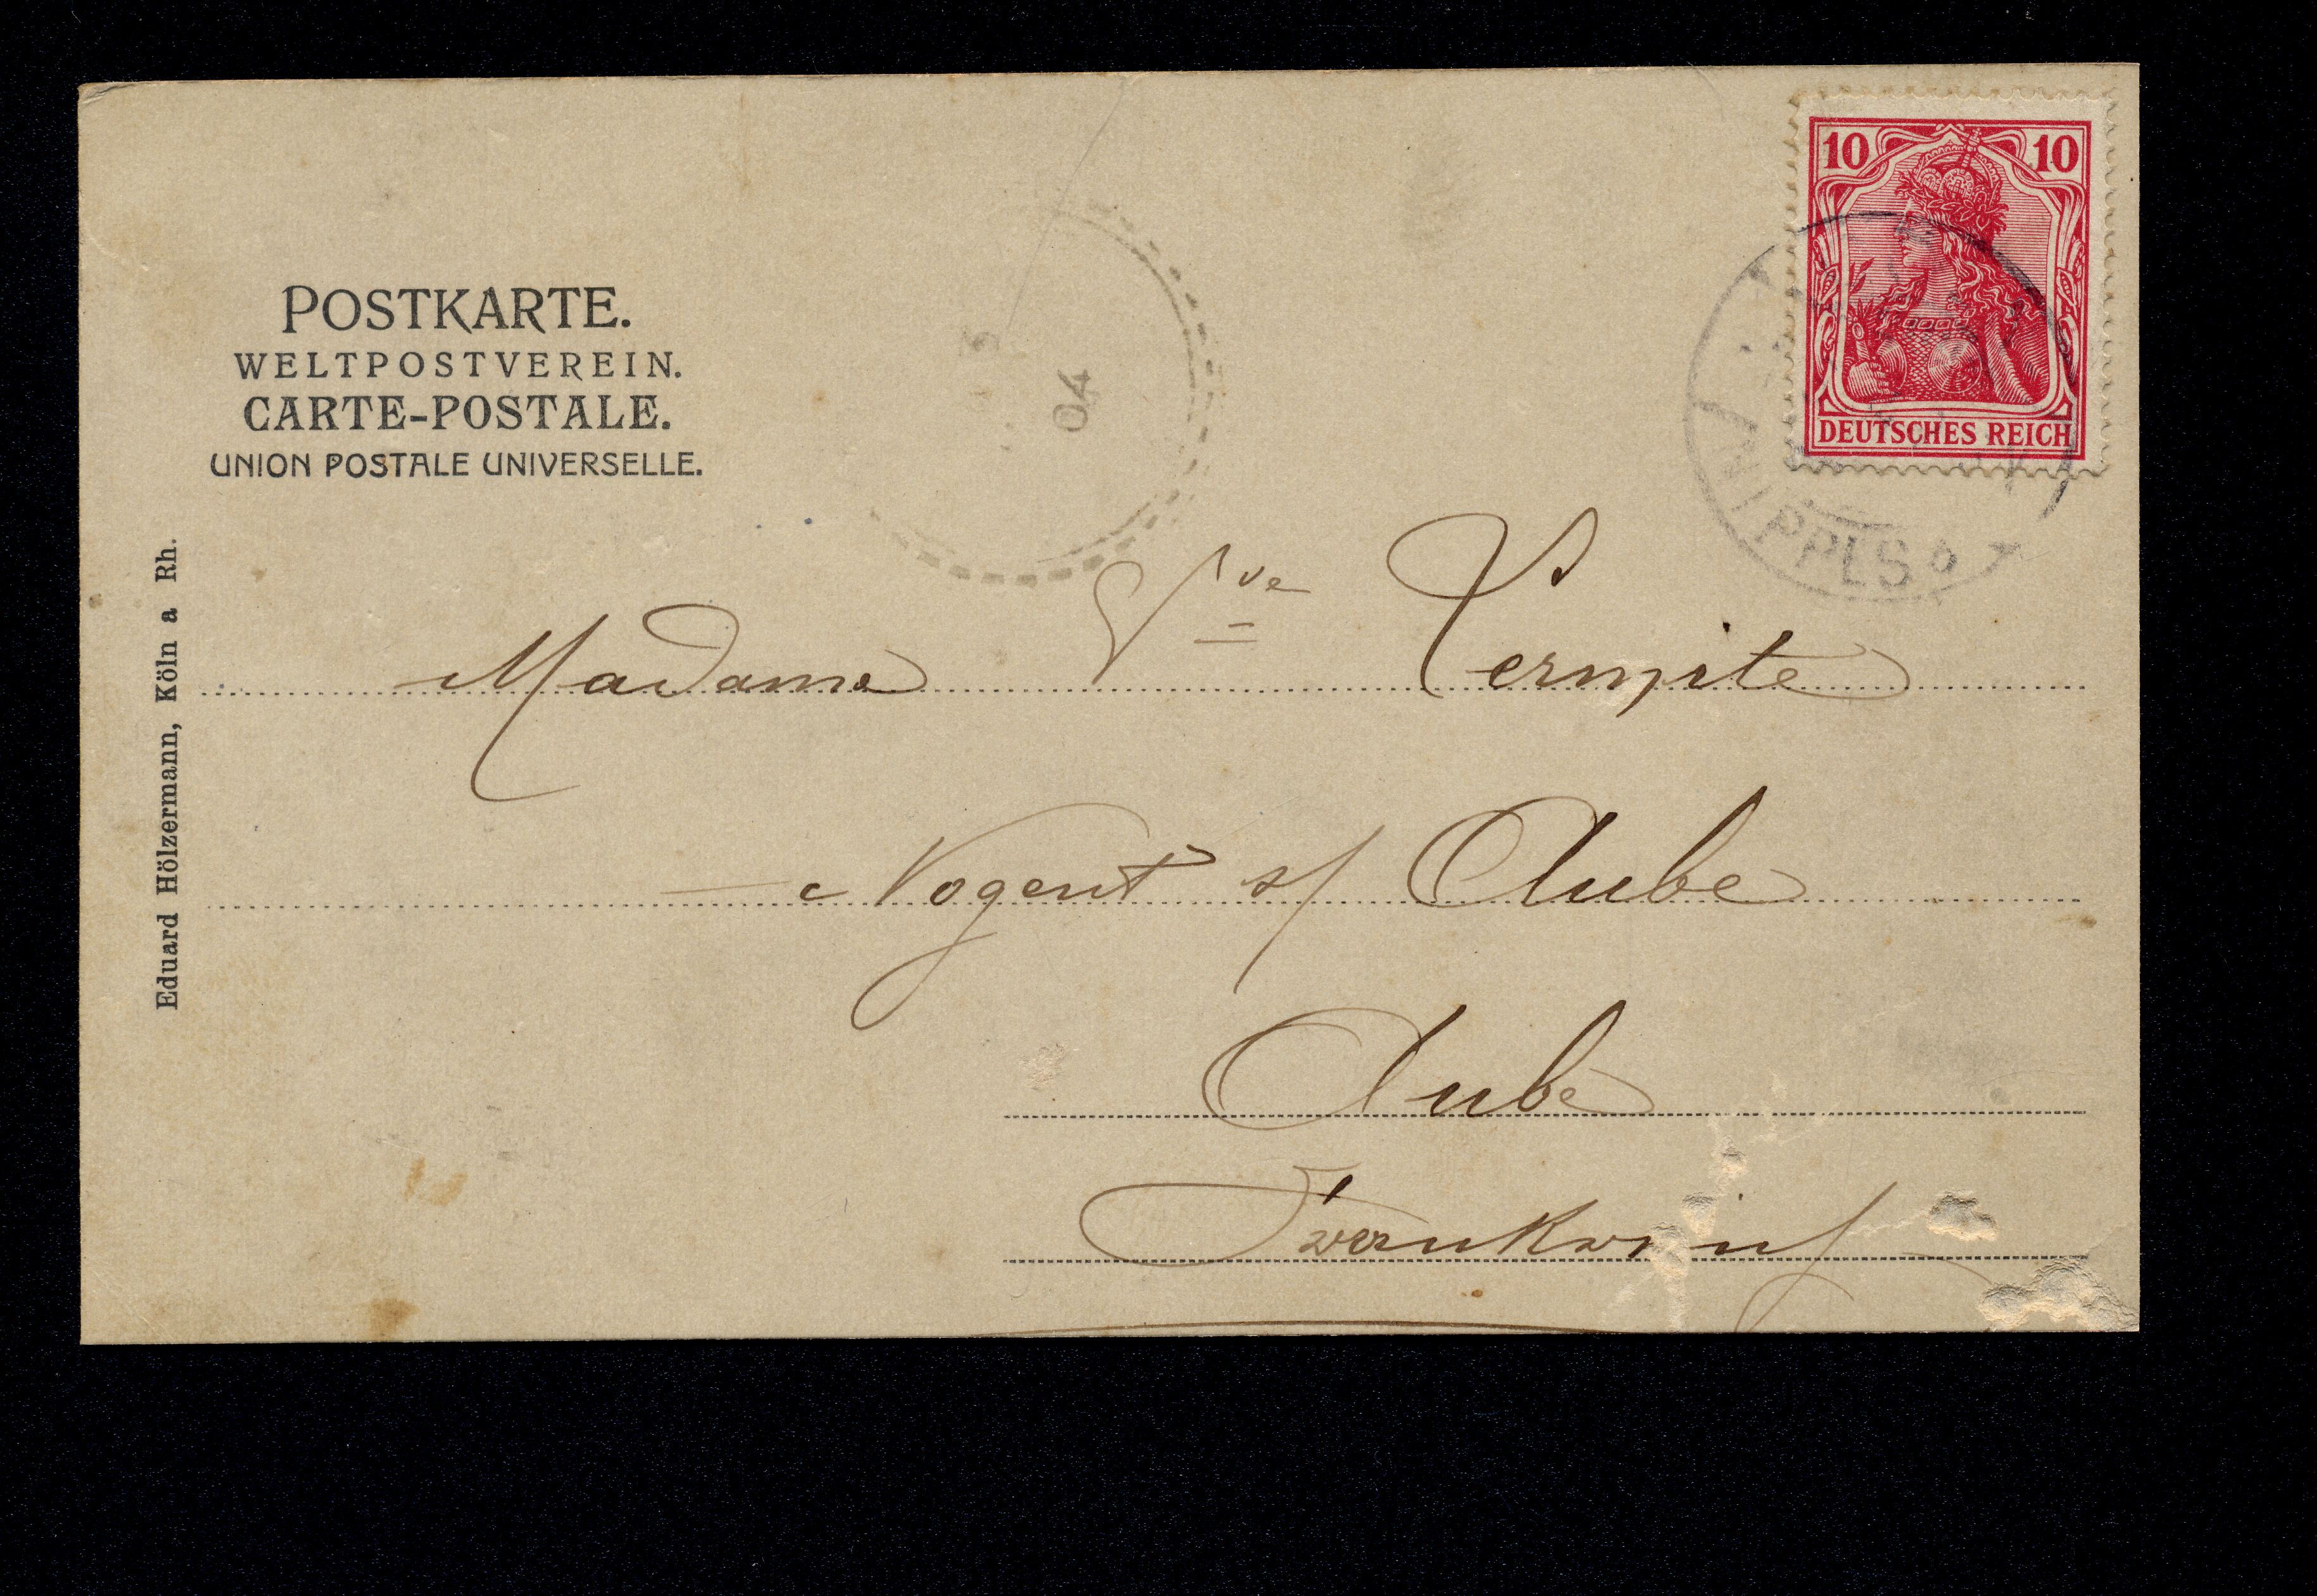 POSTKARTE.
WELTPOSTVEREIN.
CARTE-POSTALE.
UNION POSTALE UNIVERSELLE.
Eduard Hölzermann, Köln a Rh.
10 10
DEUTSCHES REICH
NIPPES
04
Madame Vve
Nogent s/ Aube
Aube
Frankreich